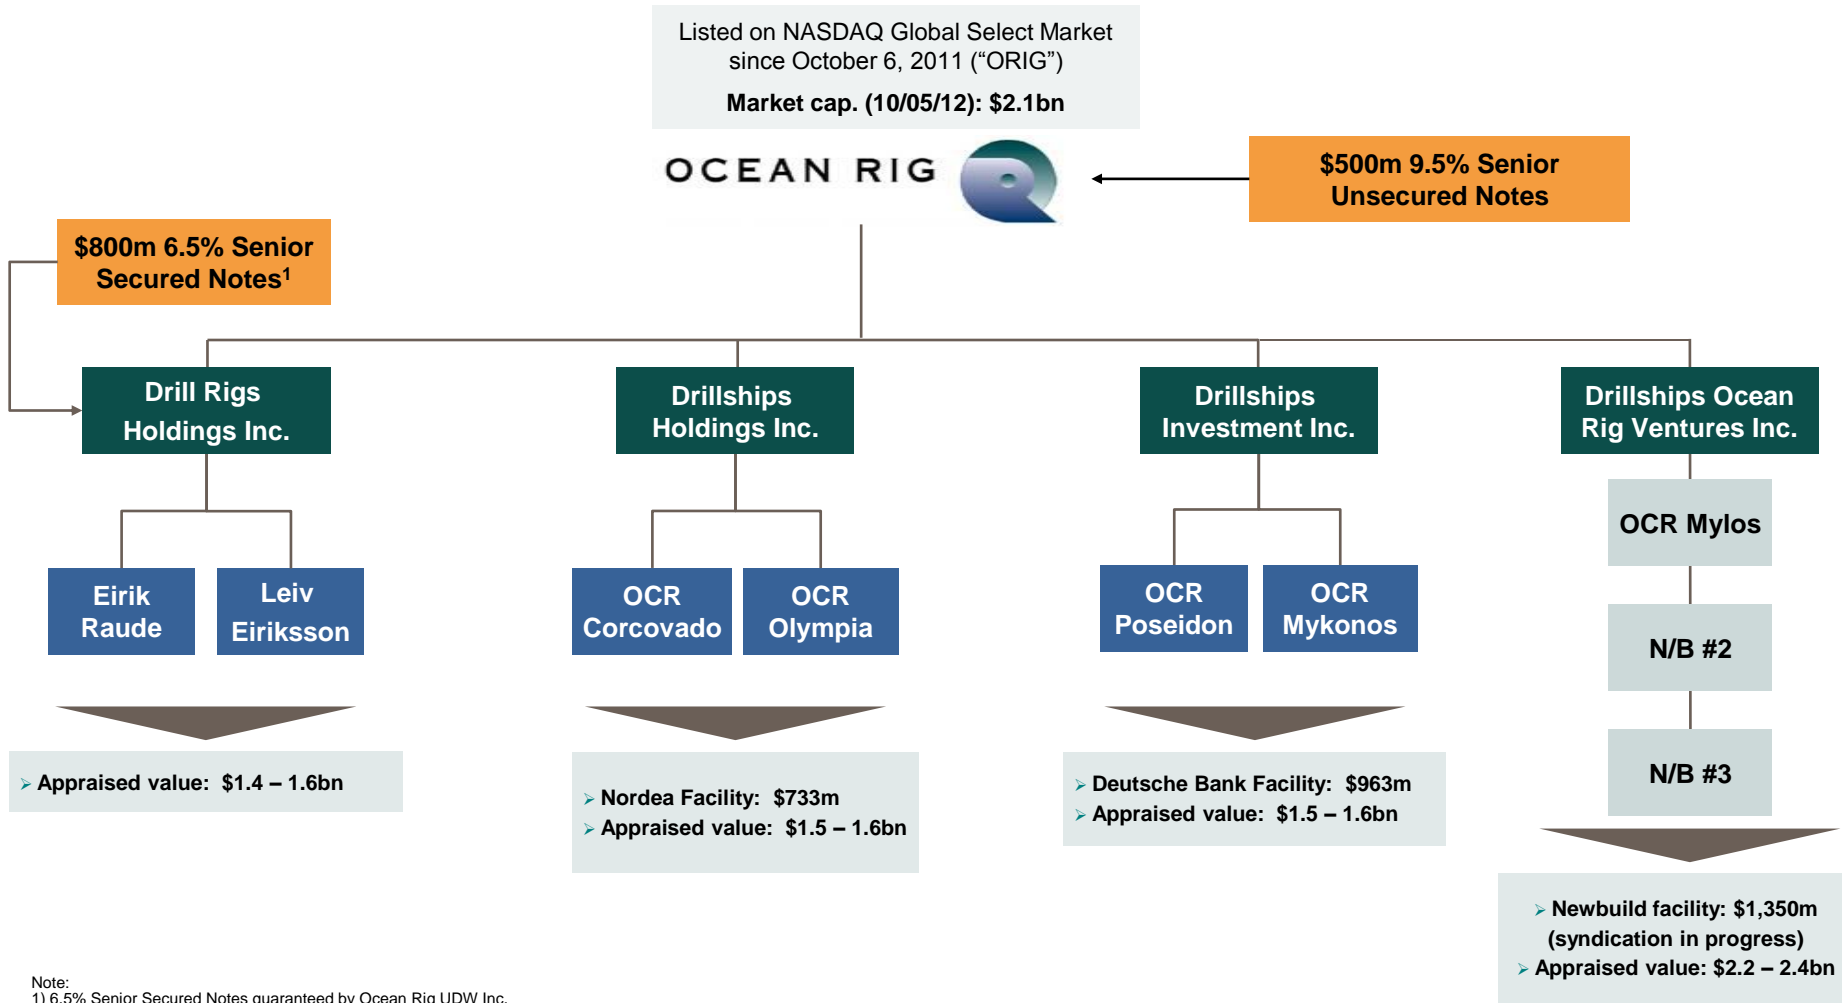 Listed on NASDAQ Global Select Market
since October 6, 2011 (“ORIG”)
Market cap. (10/05/12): $2.1bn
OCEAN RIG
$500m 9.5% Senior
Unsecured Notes
$800m 6.5% Senior
Secured Notes¹
Drill Rigs
Holdings Inc.
Drillships
Holdings Inc.
Drillships
Investment Inc.
Drillships Ocean
Rig Ventures Inc.
Eirik
Raude
Leiv
Eiriksson
OCR
Corcovado
OCR
Olympia
OCR
Poseidon
OCR
Mykonos
OCR Mylos
N/B #2
N/B #3
➢ Appraised value: $1.4 – 1.6bn
➢ Nordea Facility: $733m
➢ Appraised value: $1.5 – 1.6bn
➢ Deutsche Bank Facility: $963m
➢ Appraised value: $1.5 – 1.6bn
➢ Newbuild facility: $1,350m
(syndication in progress)
➢ Appraised value: $2.2 – 2.4bn
Note:
1) 6.5% Senior Secured Notes guaranteed by Ocean Rig UDW Inc.